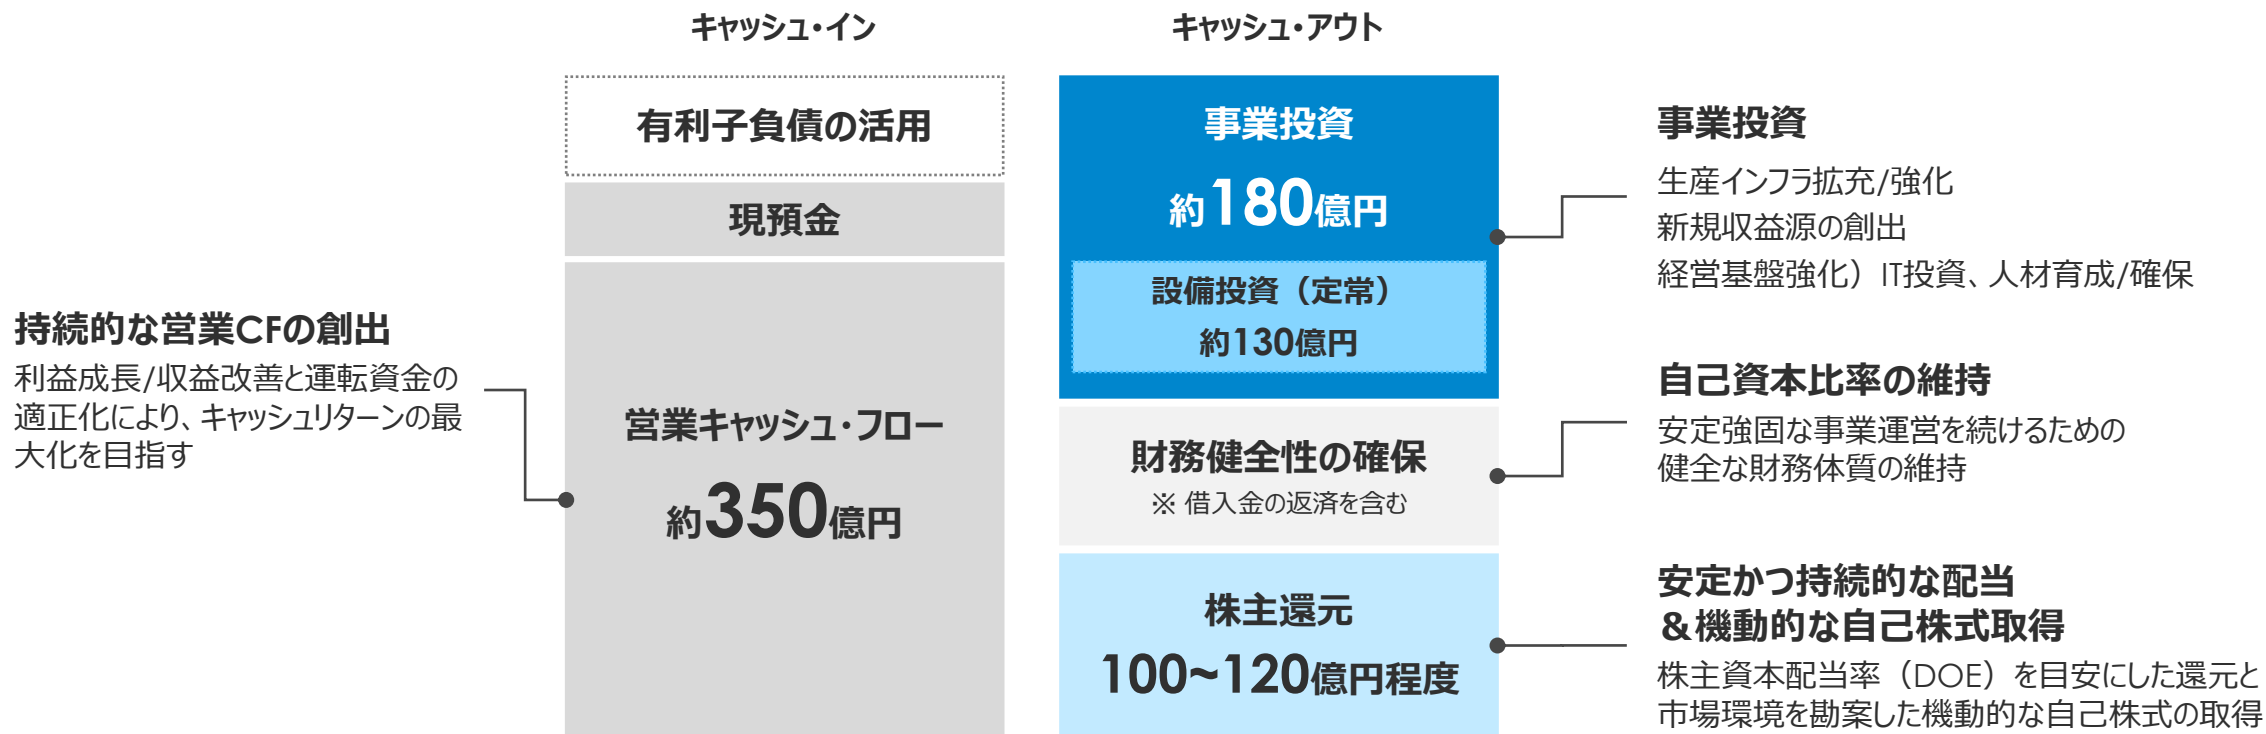 キャッシュ・イン
キャッシュ・アウト
有利子負債の活用
現預金
営業キャッシュ・フロー
約350億円
持続的な営業CFの創出
利益成長/収益改善と運転資金の
適正化により、キャッシュリターンの最
大化を目指す
事業投資
約180億円
設備投資（定常）
約130億円
財務健全性の確保
※ 借入金の返済を含む
株主還元
100~120億円程度
事業投資
生産インフラ拡充/強化
新規収益源の創出
経営基盤強化）IT投資、人材育成/確保
自己資本比率の維持
安定強固な事業運営を続けるための
健全な財務体質の維持
安定かつ持続的な配当
＆機動的な自己株式取得
株主資本配当率（DOE）を目安にした還元と
市場環境を勘案した機動的な自己株式の取得